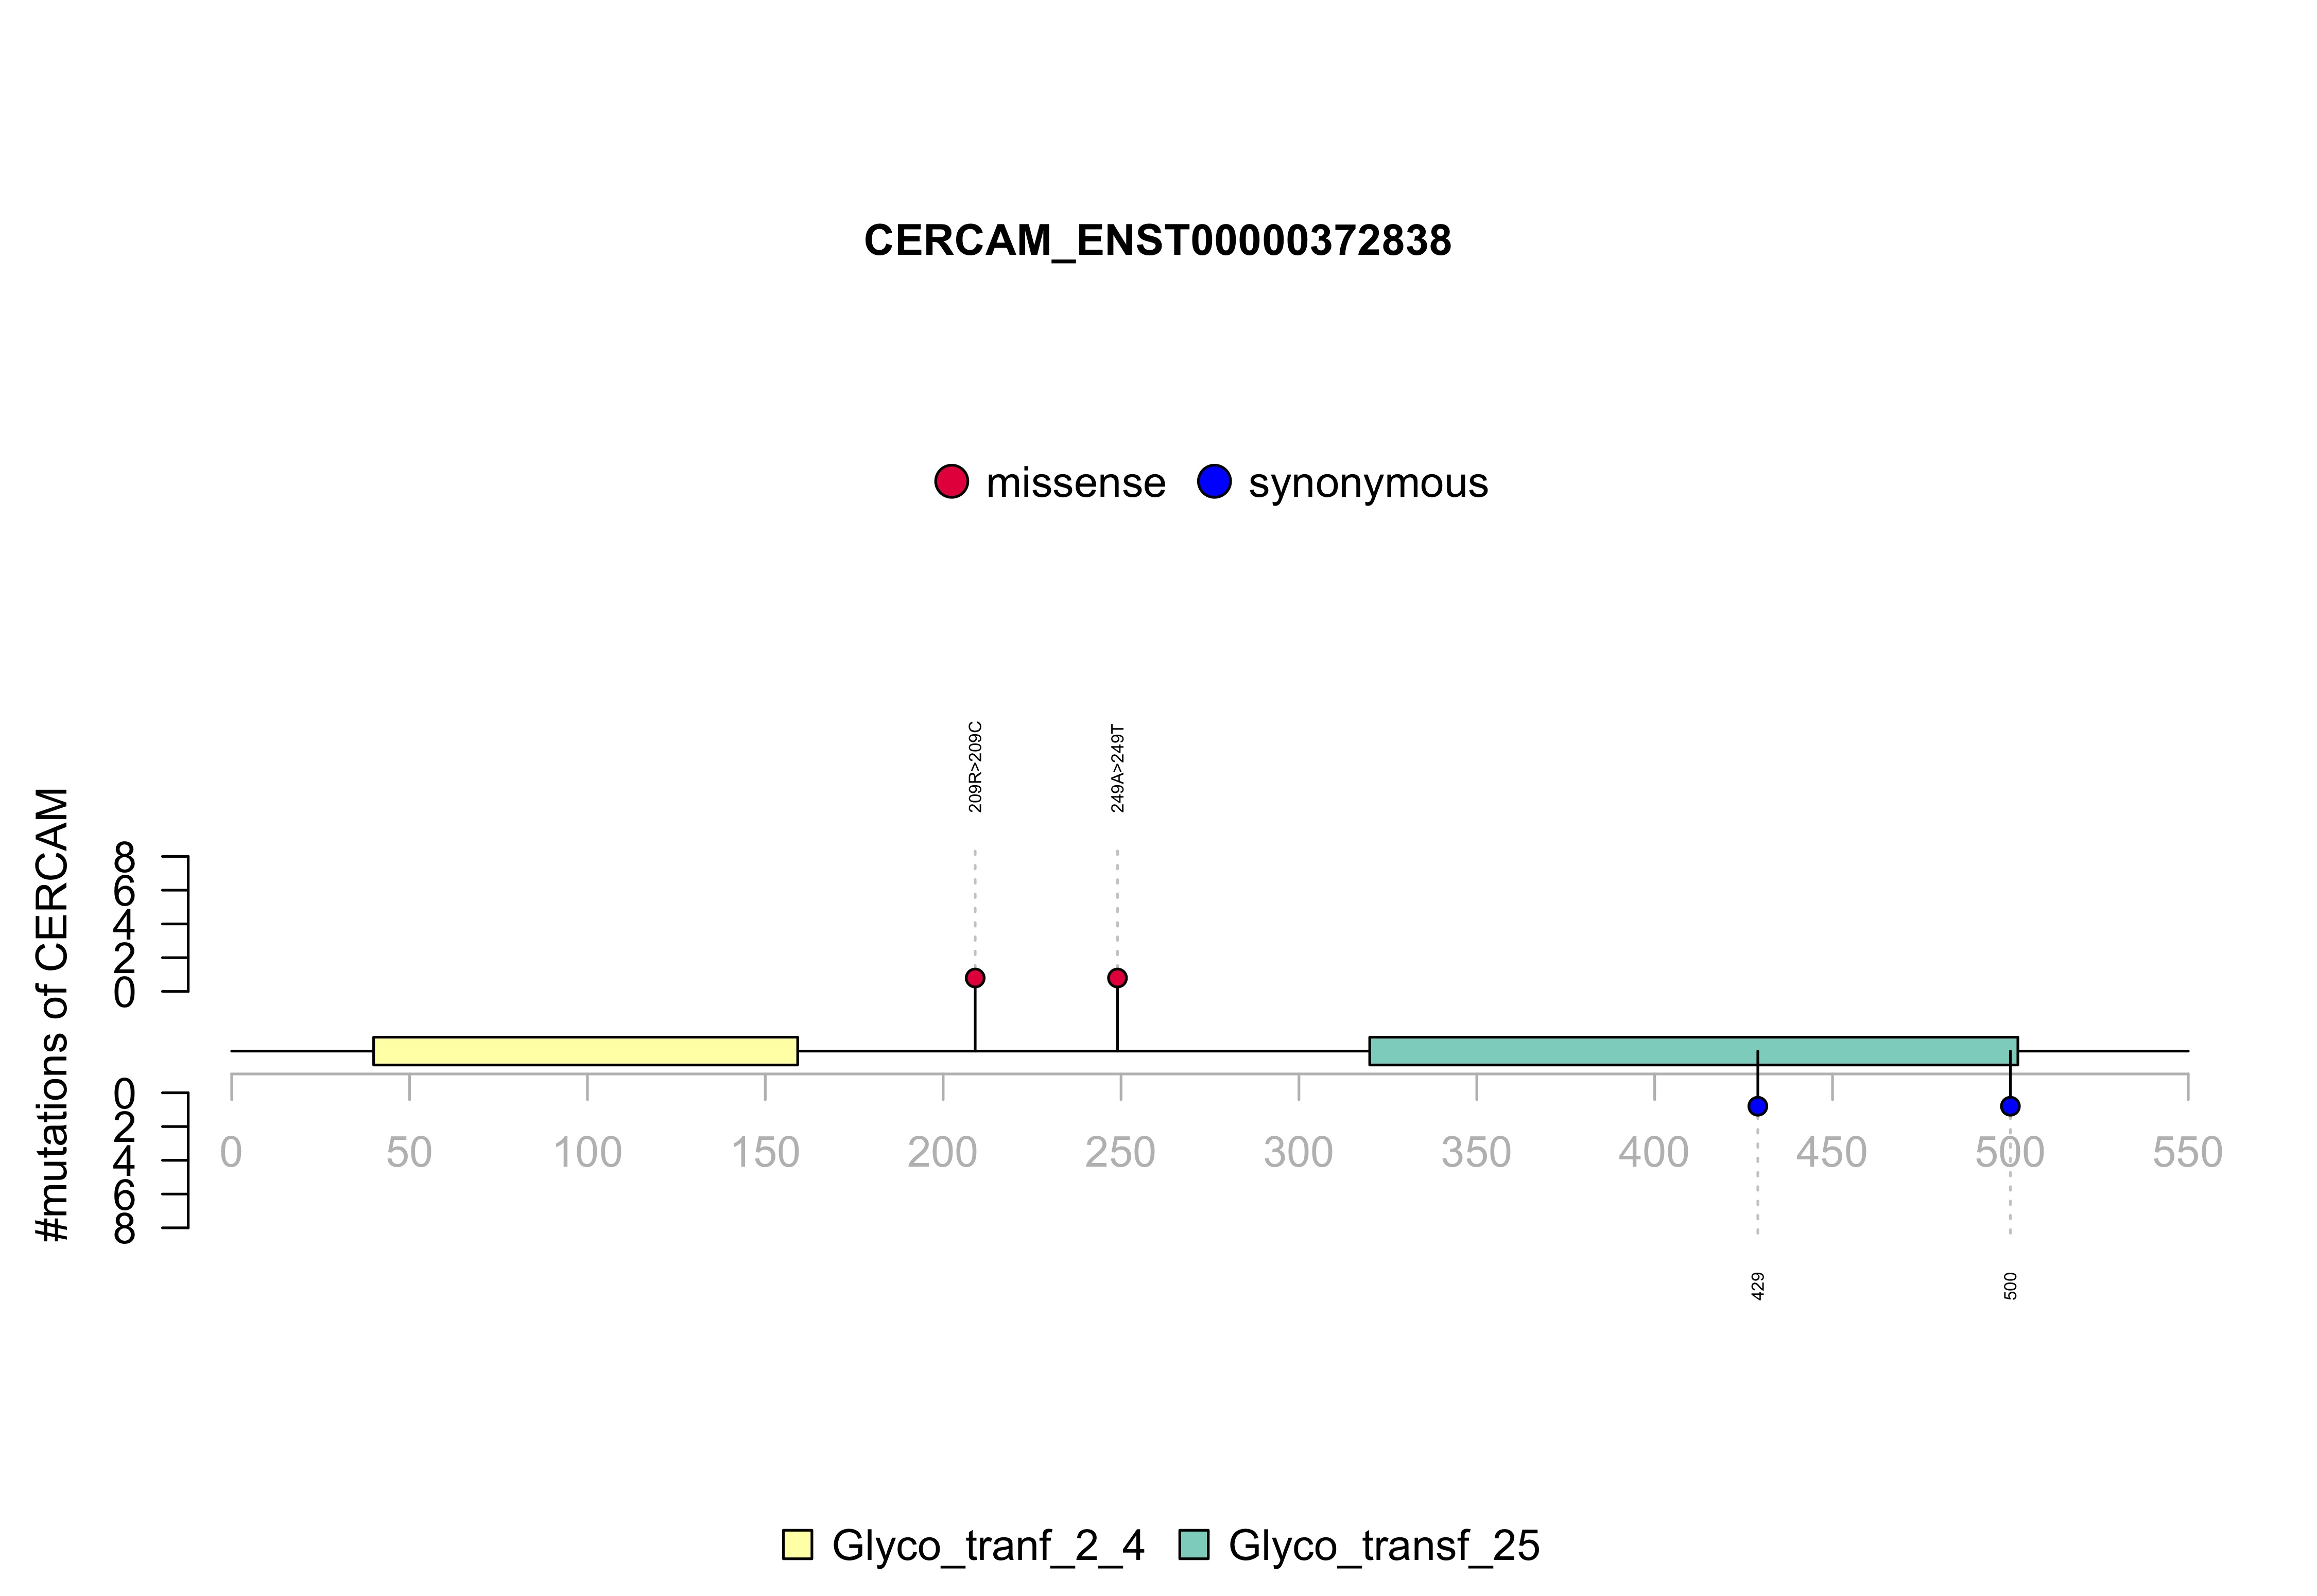 CERCAM_ENST00000372838
missense synonymous
209R>209C 249A>249T
#mutations of CERCAM
8
6
4
2
0
0
2
4
6
8
0 50 100 150 200 250 300 350 400 450 500 550
429 500
Glyco_tranf_2_4 Glyco_transf_25